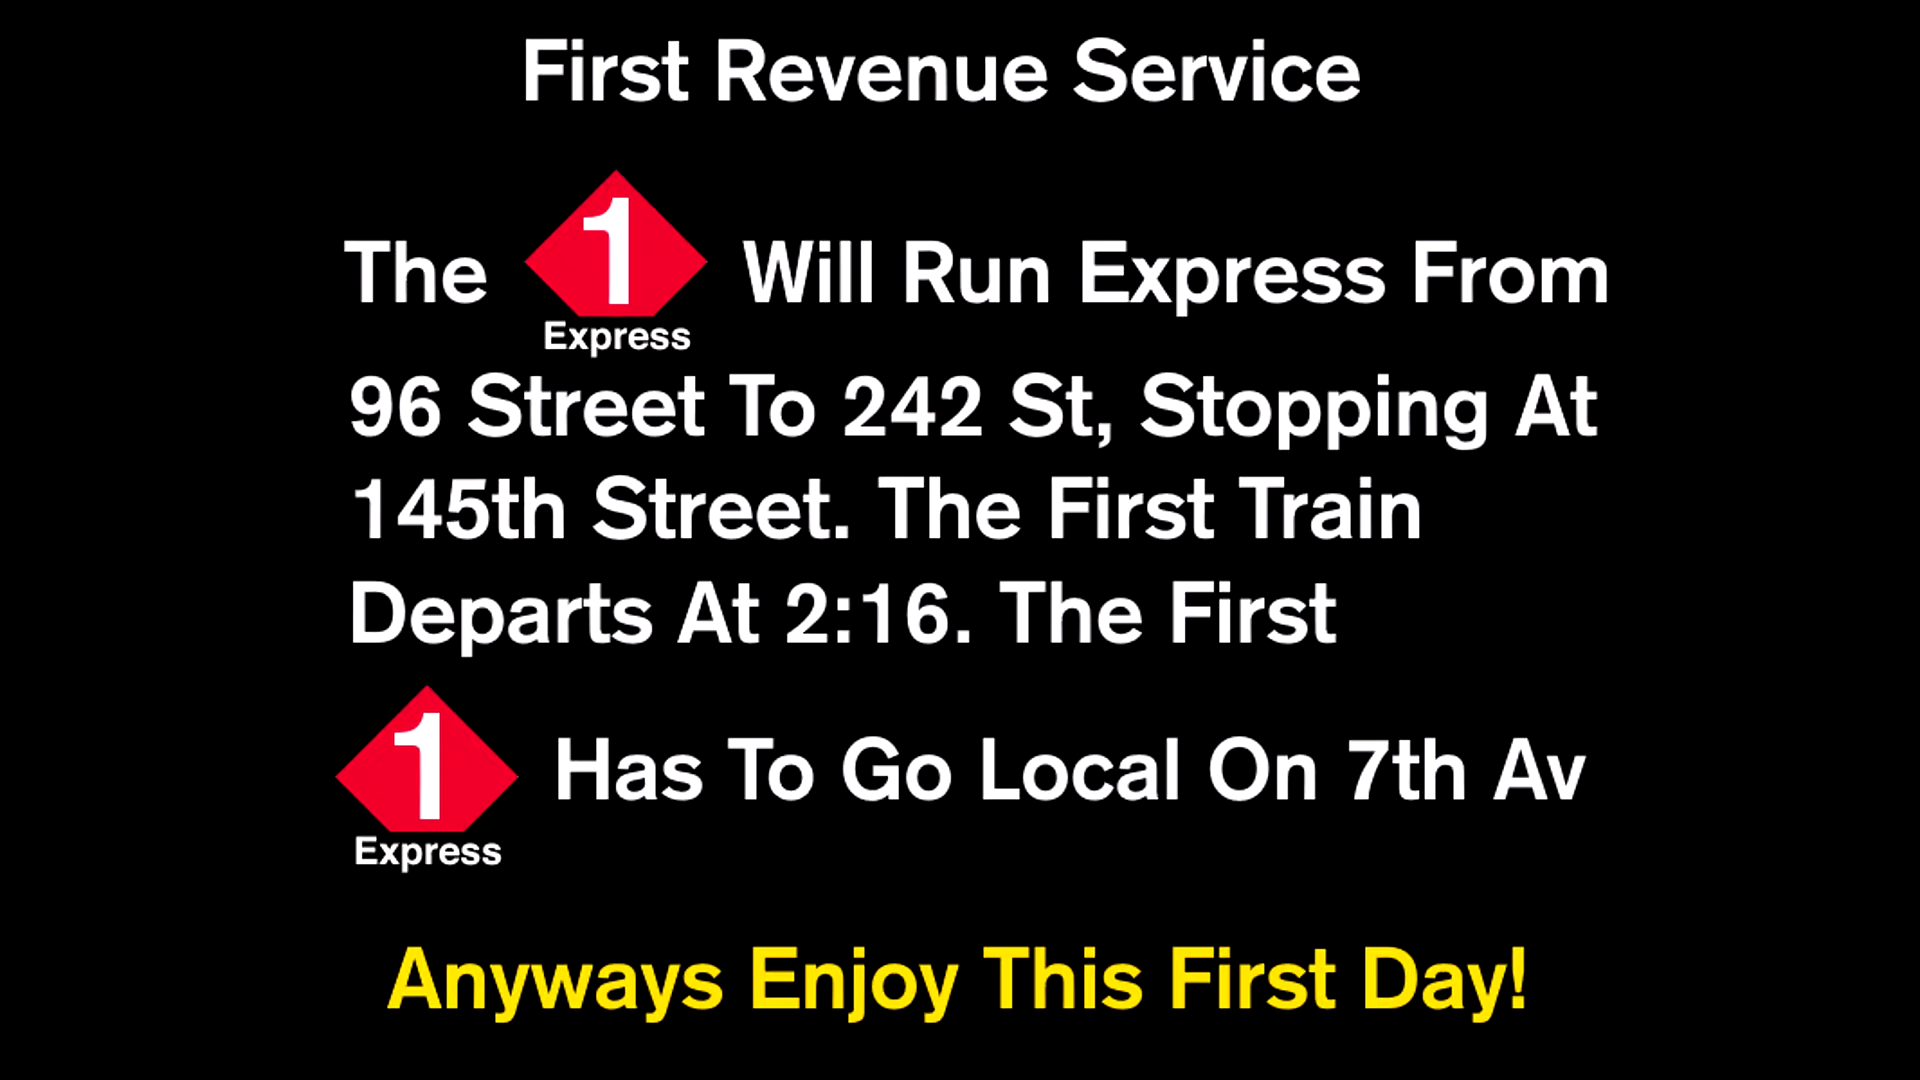 First Revenue Service
The 1 Express Will Run Express From
96 Street To 242 St, Stopping At
145th Street. The First Train
Departs At 2:16. The First
1 Express Has To Go Local On 7th Av
Anyways Enjoy This First Day!